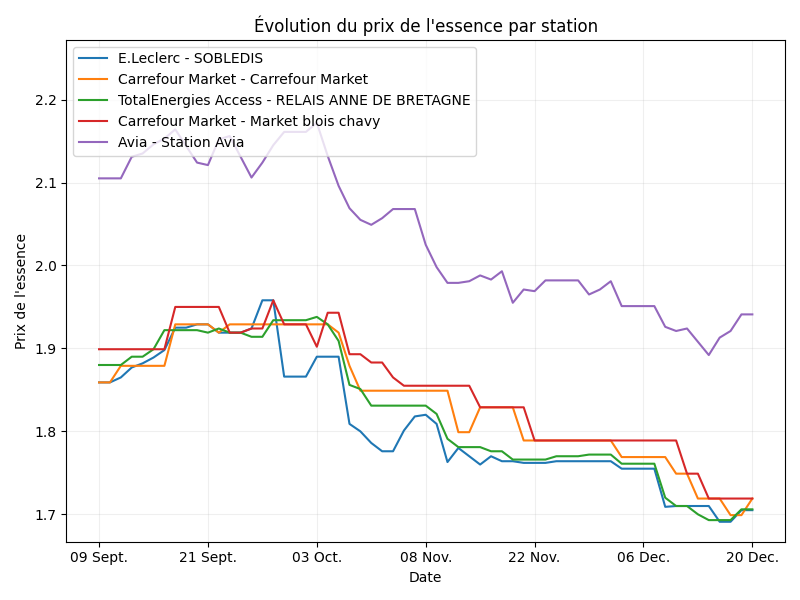 Évolution du prix de l'essence par station
E.Leclerc - SOBLEDIS
Carrefour Market - Carrefour Market
TotalEnergies Access - RELAIS ANNE DE BRETAGNE
Carrefour Market - Market blois chavy
Avia - Station Avia
2.2
2.1
2.0
1.9
1.8
1.7
Prix de l'essence
09 Sept. 21 Sept. 03 Oct. 08 Nov. 22 Nov. 06 Dec. 20 Dec.
Date